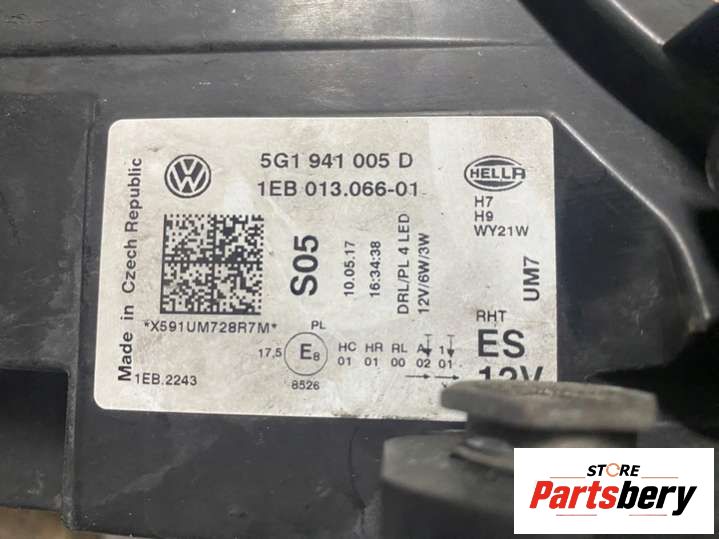 5G1 941 005 D
1EB 013.066-01
HELLA
H7
H9
WY21W
Made in Czech Republic
S05
10.05.17
16:34:38
DRL/PL 4 LED
12V/6W/3W
UM7
*X591UM728R7M*
1EB.2243
PL
17,5
E8
8526
HC HR RL A 1
01 01 00 02 01
RHT
ES
12V
STORE
Partsbery